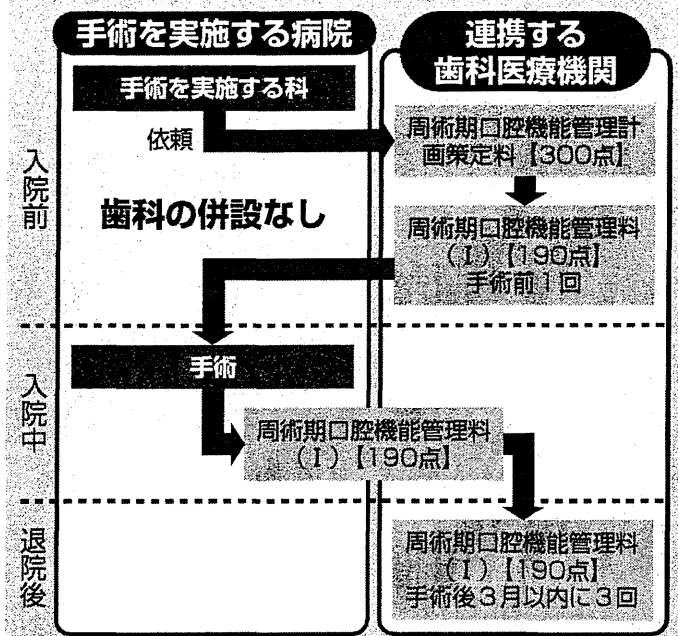 手術を実施する病院
連携する
歯科医療機関
手術を実施する科
依頼
周術期口腔機能管理計
画策定料【300点】
入院前
歯科の併設なし
周術期口腔機能管理料
(Ⅰ)【190点】
手術前1回
入院中
手術
周術期口腔機能管理料
(Ⅰ)【190点】
退院後
周術期口腔機能管理料
(Ⅰ)【190点】
手術後3月以内に3回